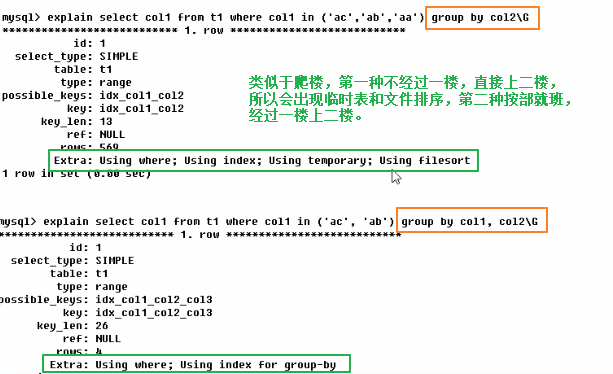 mysql> explain select col1 from t1 where col1 in ('ac','ab','aa') group by col2\G
*************************** 1. row ***************************
id: 1
select_type: SIMPLE
table: t1
type: range
possible_keys: idx_col1_col2
key: idx_col1_col2
key_len: 13
ref: NULL
rows: 569
Extra: Using where; Using index; Using temporary; Using filesort
1 row in set (0.00 sec)
类似于爬楼，第一种不经过一楼，直接上二楼，
所以会出现临时表和文件排序，第二种按部就班，
经过一楼上二楼。
mysql> explain select col1 from t1 where col1 in ('ac', 'ab') group by col1, col2\G
*************************** 1. row ***************************
id: 1
select_type: SIMPLE
table: t1
type: range
possible_keys: idx_col1_col2_col3
key: idx_col1_col2_col3
key_len: 26
ref: NULL
rows: 4
Extra: Using where; Using index for group-by